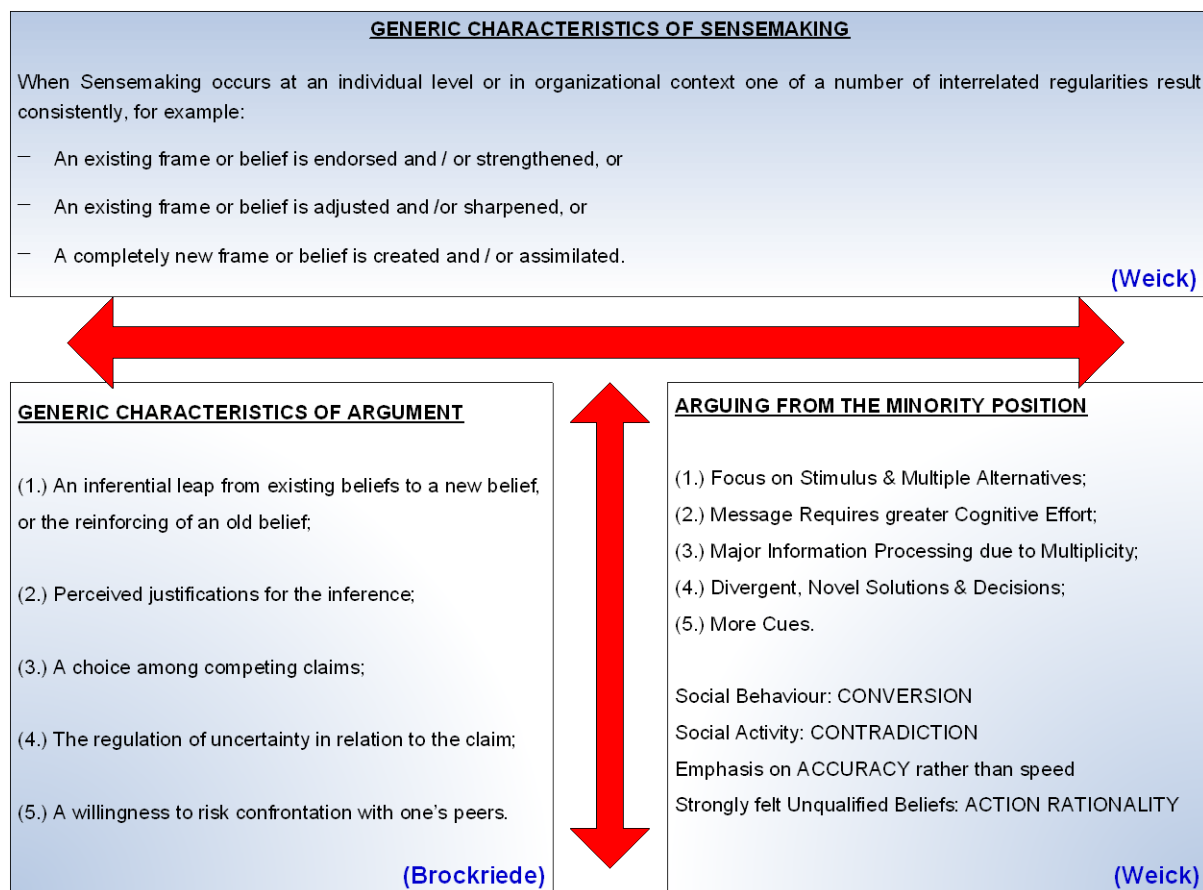 GENERIC CHARACTERISTICS OF SENSEMAKING
When Sensemaking occurs at an individual level or in organizational context one of a number of interrelated regularities result
consistently, for example:
– An existing frame or belief is endorsed and / or strengthened, or
– An existing frame or belief is adjusted and /or sharpened, or
– A completely new frame or belief is created and / or assimilated.
(Weick)
GENERIC CHARACTERISTICS OF ARGUMENT
(1.) An inferential leap from existing beliefs to a new belief,
or the reinforcing of an old belief;
(2.) Perceived justifications for the inference;
(3.) A choice among competing claims;
(4.) The regulation of uncertainty in relation to the claim;
(5.) A willingness to risk confrontation with one's peers.
(Brockriede)
ARGUING FROM THE MINORITY POSITION
(1.) Focus on Stimulus & Multiple Alternatives;
(2.) Message Requires greater Cognitive Effort;
(3.) Major Information Processing due to Multiplicity;
(4.) Divergent, Novel Solutions & Decisions;
(5.) More Cues.
Social Behaviour: CONVERSION
Social Activity: CONTRADICTION
Emphasis on ACCURACY rather than speed
Strongly felt Unqualified Beliefs: ACTION RATIONALITY
(Weick)